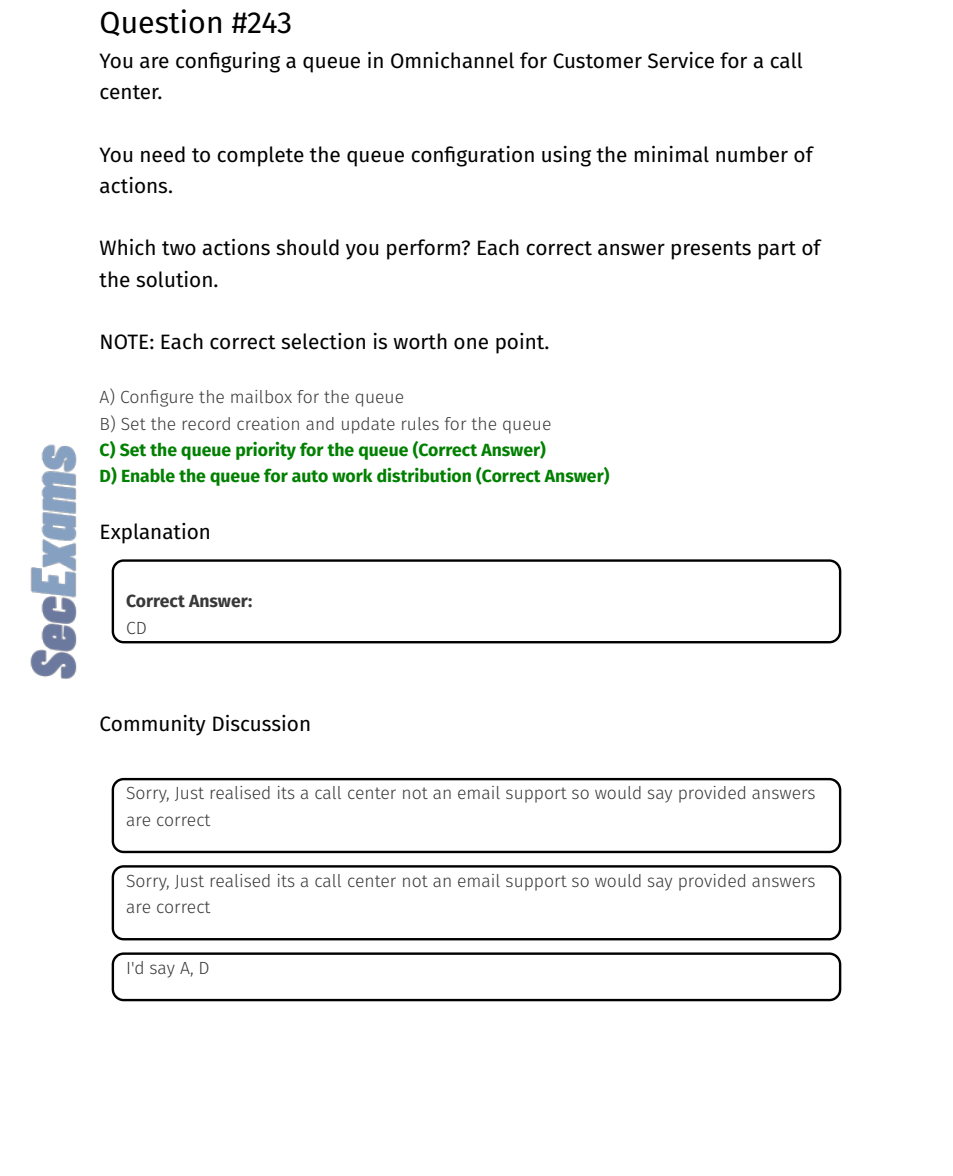 Question #243
You are configuring a queue in Omnichannel for Customer Service for a call
center.
You need to complete the queue configuration using the minimal number of
actions.
Which two actions should you perform? Each correct answer presents part of
the solution.
NOTE: Each correct selection is worth one point.
A) Configure the mailbox for the queue
B) Set the record creation and update rules for the queue
C) Set the queue priority for the queue (Correct Answer)
D) Enable the queue for auto work distribution (Correct Answer)
SecExams
Explanation
Correct Answer:
CD
Community Discussion
Sorry, Just realised its a call center not an email support so would say provided answers
are correct
Sorry, Just realised its a call center not an email support so would say provided answers
are correct
I'd say A, D